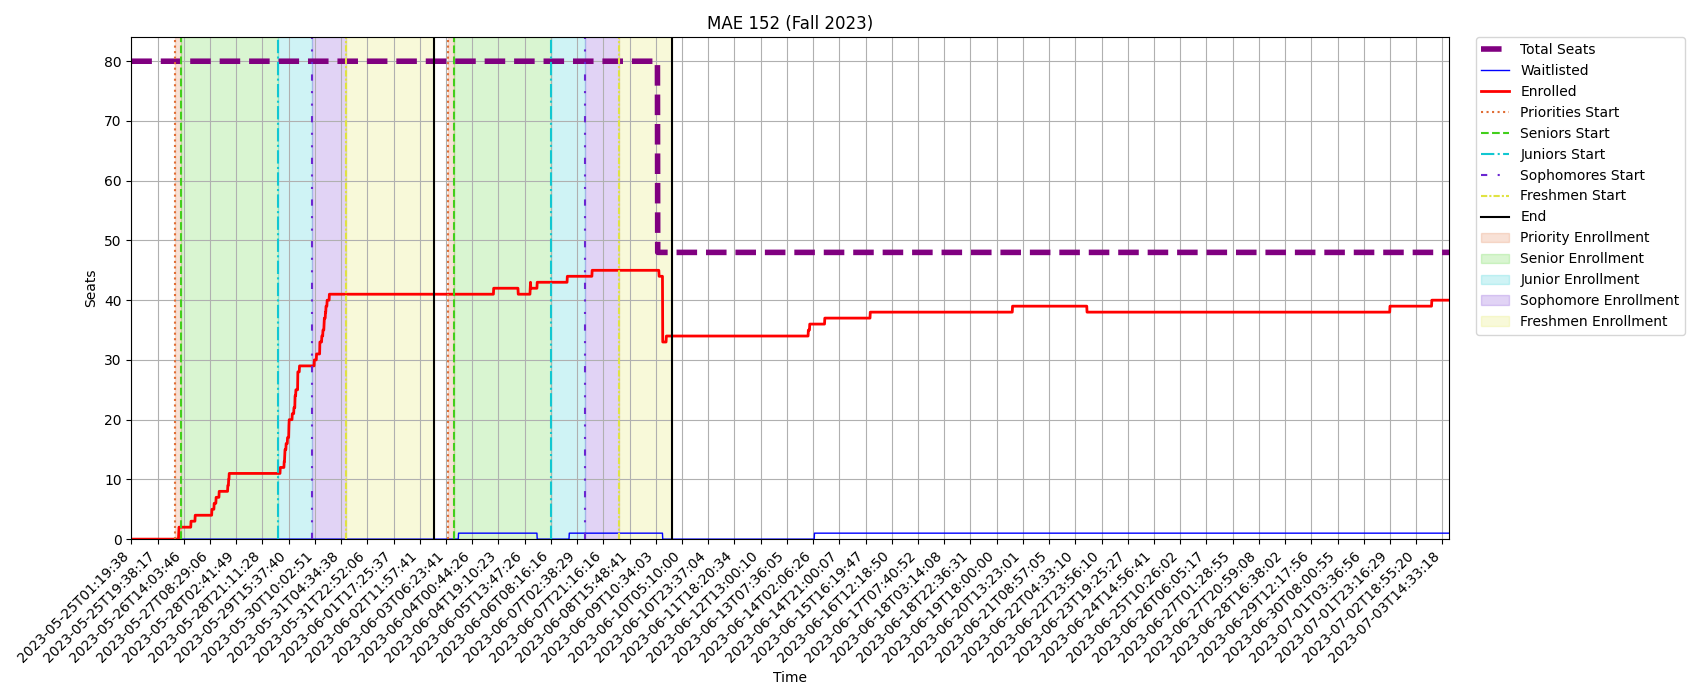 MAE 152 (Fall 2023)
Seats
80
70
60
50
40
30
20
10
0
2023-05-25T01:19:38
2023-05-25T19:38:17
2023-05-26T14:03:46
2023-05-27T08:29:06
2023-05-28T02:41:49
2023-05-28T21:11:28
2023-05-29T15:37:40
2023-05-30T10:02:51
2023-05-31T04:34:38
2023-05-31T22:52:06
2023-06-01T17:25:37
2023-06-02T11:57:41
2023-06-03T06:23:41
2023-06-04T00:44:26
2023-06-04T19:10:23
2023-06-05T13:47:26
2023-06-06T08:16:16
2023-06-07T02:38:29
2023-06-07T21:16:16
2023-06-08T15:48:41
2023-06-09T10:34:03
2023-06-10T05:10:00
2023-06-10T23:37:04
2023-06-11T18:20:34
2023-06-12T13:00:10
2023-06-13T07:36:05
2023-06-14T02:06:26
2023-06-14T21:00:07
2023-06-15T16:19:47
2023-06-16T12:18:50
2023-06-17T07:40:52
2023-06-18T03:14:08
2023-06-18T22:36:31
2023-06-19T18:00:00
2023-06-20T13:23:01
2023-06-21T08:57:05
2023-06-22T04:33:10
2023-06-22T23:56:10
2023-06-23T19:25:27
2023-06-24T14:56:41
2023-06-25T10:26:02
2023-06-26T06:05:17
2023-06-27T01:28:55
2023-06-27T20:59:08
2023-06-28T16:38:02
2023-06-29T12:17:56
2023-06-30T08:00:55
2023-07-01T03:36:56
2023-07-01T23:16:29
2023-07-02T18:55:20
2023-07-03T14:33:18
Time
Total Seats
Waitlisted
Enrolled
Priorities Start
Seniors Start
Juniors Start
Sophomores Start
Freshmen Start
End
Priority Enrollment
Senior Enrollment
Junior Enrollment
Sophomore Enrollment
Freshmen Enrollment